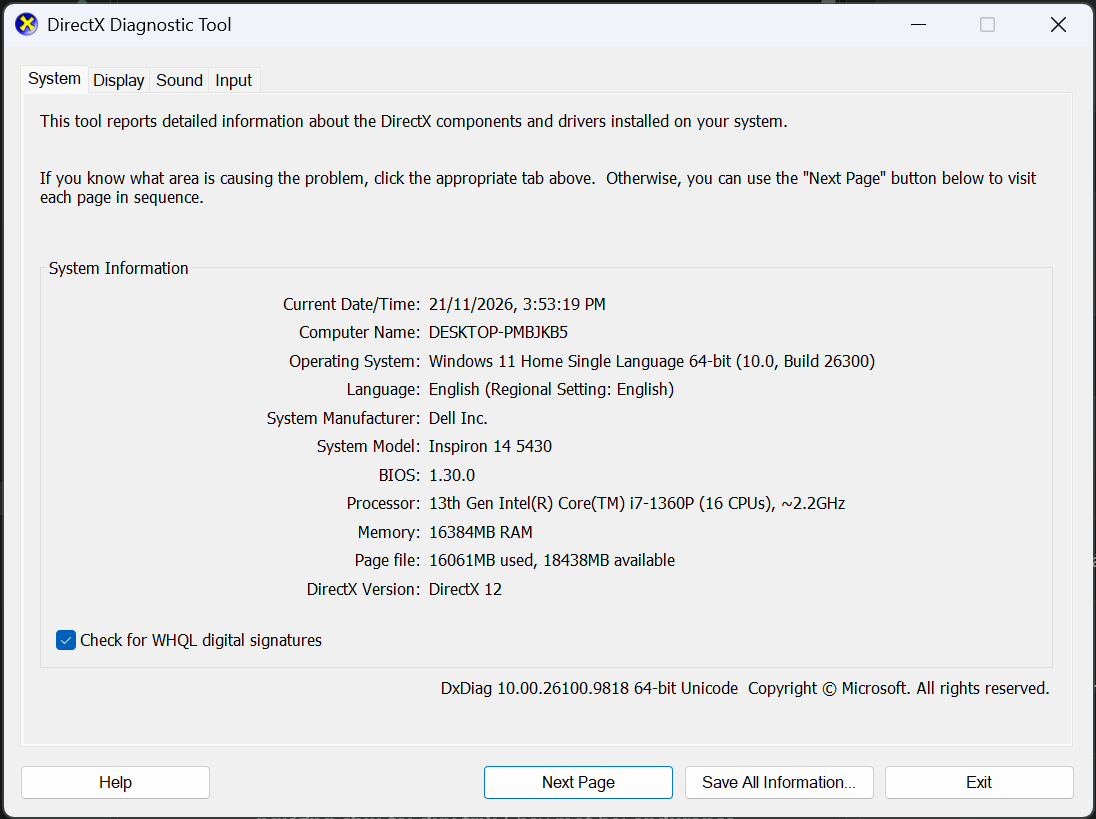 DirectX Diagnostic Tool
System Display Sound Input
This tool reports detailed information about the DirectX components and drivers installed on your system.
If you know what area is causing the problem, click the appropriate tab above.  Otherwise, you can use the "Next Page" button below to visit
each page in sequence.
System Information
Current Date/Time: 21/11/2026, 3:53:19 PM
Computer Name: DESKTOP-PMBJKB5
Operating System: Windows 11 Home Single Language 64-bit (10.0, Build 26300)
Language: English (Regional Setting: English)
System Manufacturer: Dell Inc.
System Model: Inspiron 14 5430
BIOS: 1.30.0
Processor: 13th Gen Intel(R) Core(TM) i7-1360P (16 CPUs), ~2.2GHz
Memory: 16384MB RAM
Page file: 16061MB used, 18438MB available
DirectX Version: DirectX 12
Check for WHQL digital signatures
DxDiag 10.00.26100.9818 64-bit Unicode  Copyright © Microsoft. All rights reserved.
Help Next Page Save All Information... Exit